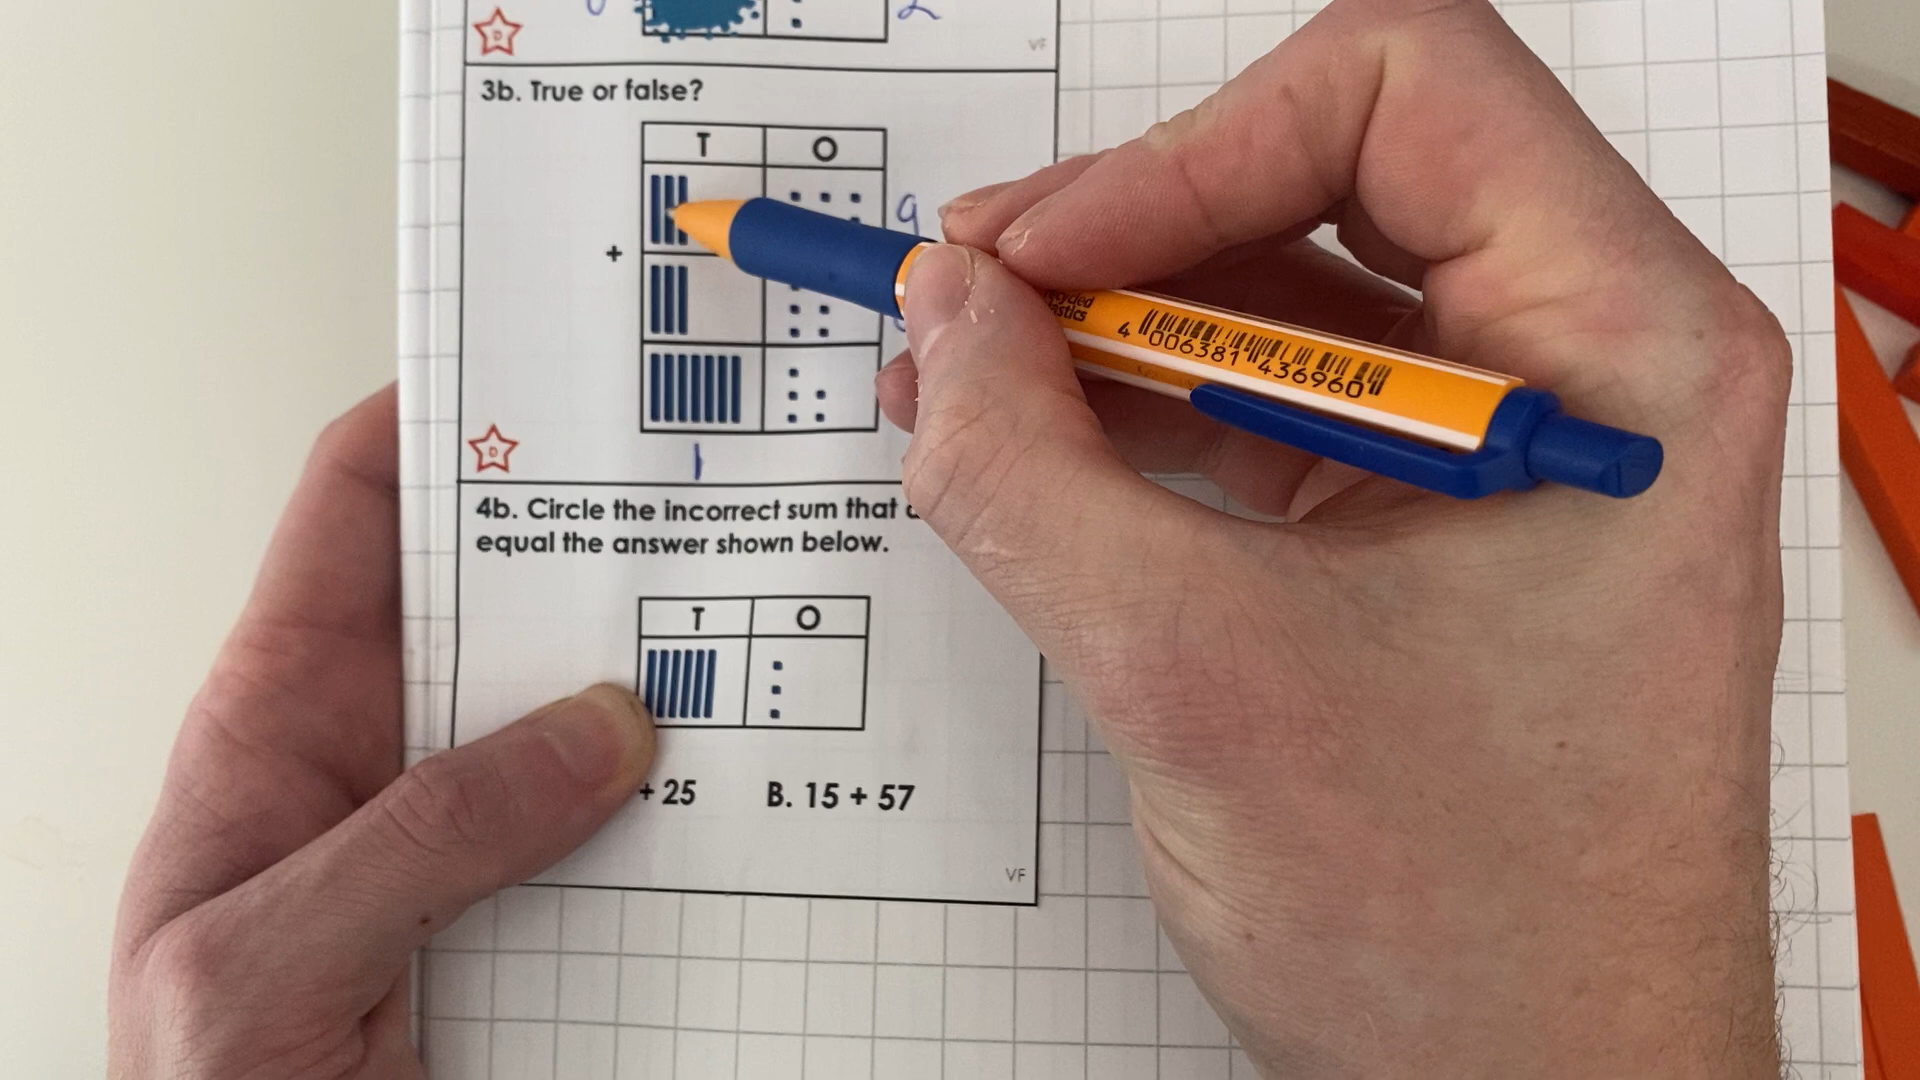 2
D
VF
3b. True or false?
T O
9
+
1
D
4b. Circle the incorrect sum that
equal the answer shown below.
T O
+ 25 B. 15 + 57
VF
4 006381 436960